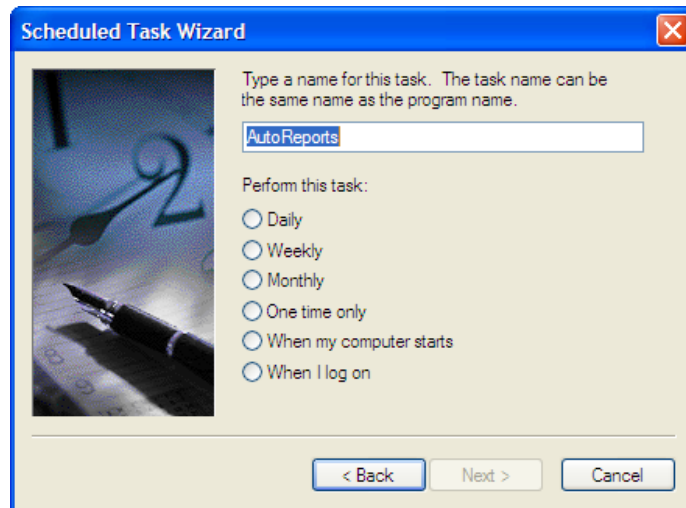 Scheduled Task Wizard
Type a name for this task. The task name can be
the same name as the program name.
AutoReports
Perform this task:
Daily
Weekly
Monthly
One time only
When my computer starts
When I log on
< Back
Next >
Cancel